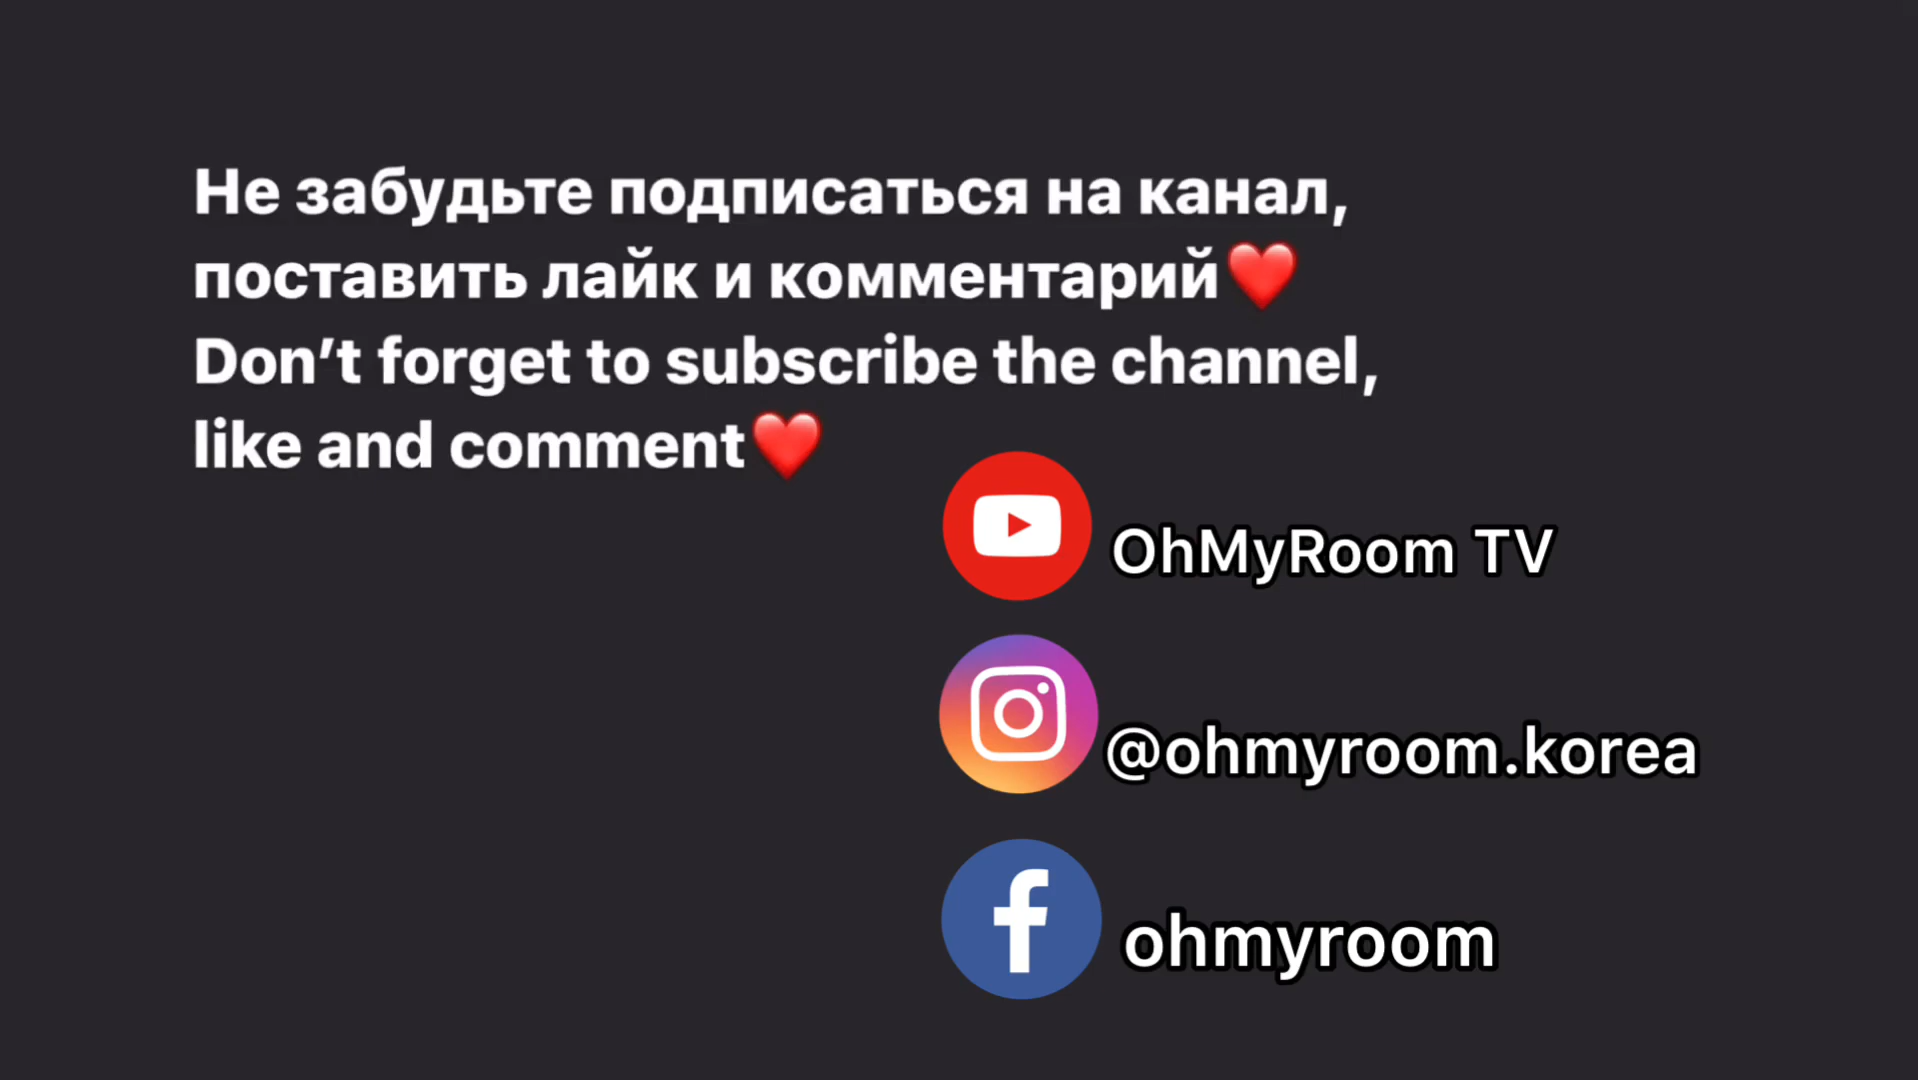 Не забудьте подписаться на канал,
поставить лайк и комментарий❤️
Don’t forget to subscribe the channel,
like and comment❤️
OhMyRoom TV
@ohmyroom.korea
ohmyroom